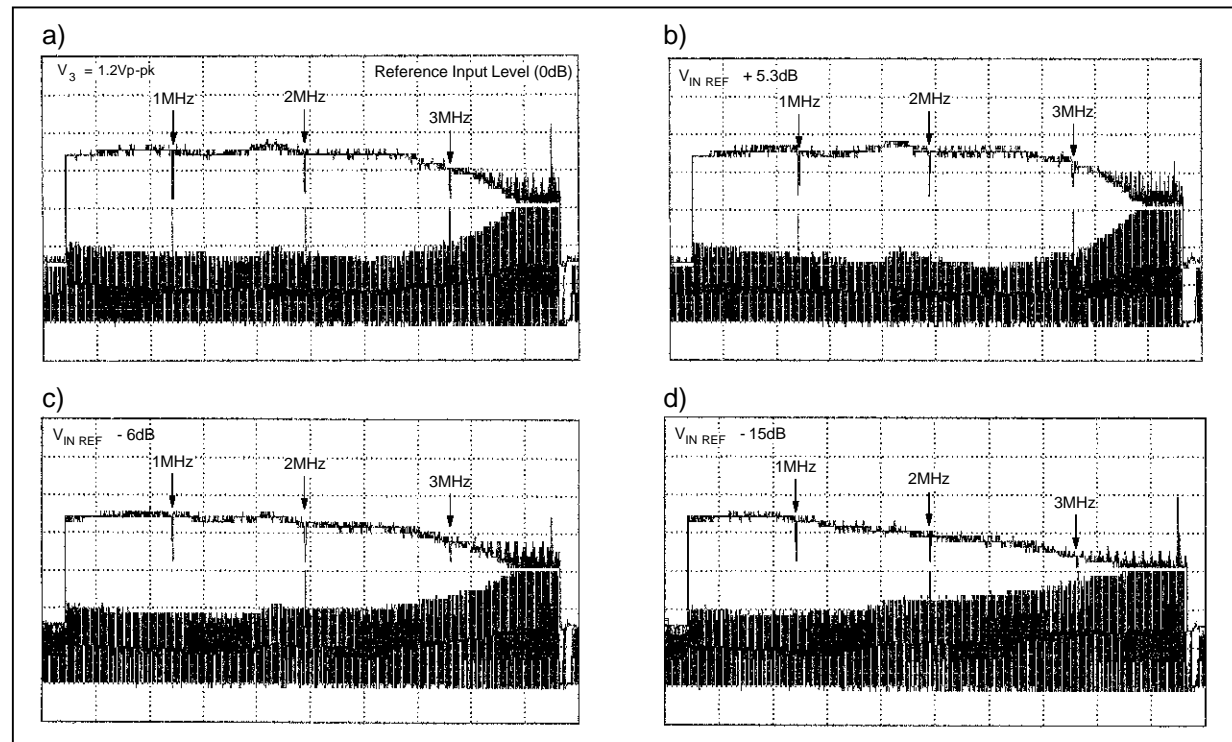 a)
V3 = 1.2Vp-pk Reference Input Level (0dB)
1MHz
2MHz
3MHz
b)
VIN REF + 5.3dB
1MHz
2MHz
3MHz
c)
VIN REF - 6dB
1MHz
2MHz
3MHz
d)
VIN REF - 15dB
1MHz
2MHz
3MHz